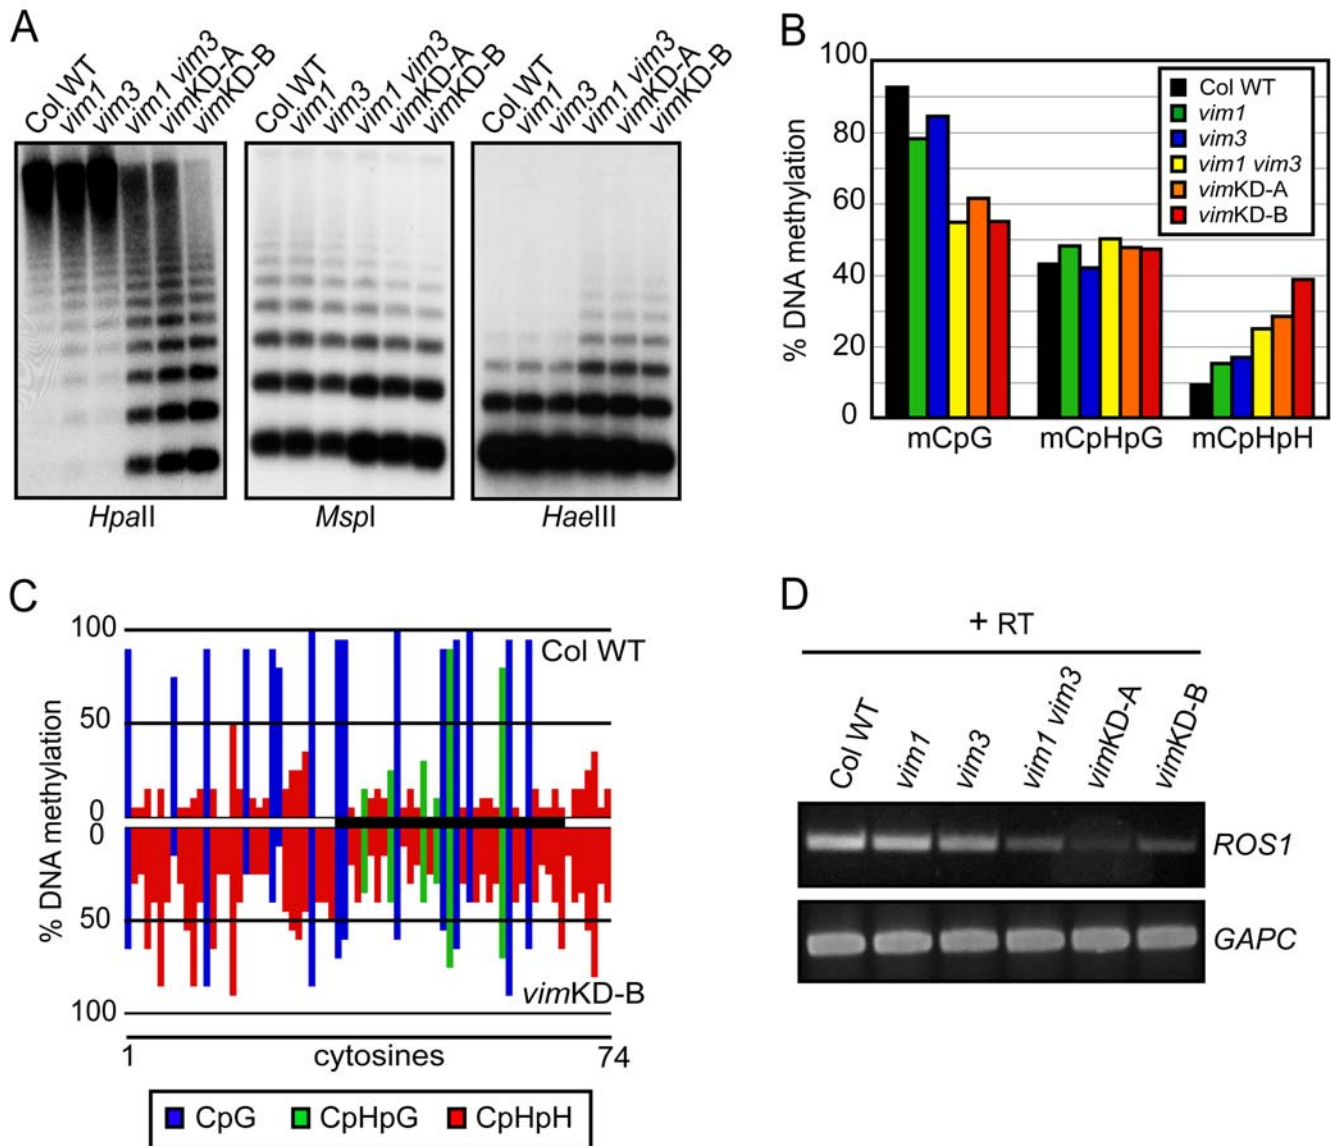 A
Col WT
vim1
vim3
vim1 vim3
vimKD-A
vimKD-B
Col WT
vim1
vim3
vim1 vim3
vimKD-A
vimKD-B
Col WT
vim1
vim3
vim1 vim3
vimKD-A
vimKD-B
HpaII
MspI
HaeIII
B
% DNA methylation
100
80
60
40
20
0
Col WT
vim1
vim3
vim1 vim3
vimKD-A
vimKD-B
mCpG
mCpHpG
mCpHpH
C
% DNA methylation
100
50
0
0
50
100
Col WT
vimKD-B
1
cytosines
74
CpG
CpHpG
CpHpH
D
+ RT
Col WT
vim1
vim3
vim1 vim3
vimKD-A
vimKD-B
ROS1
GAPC